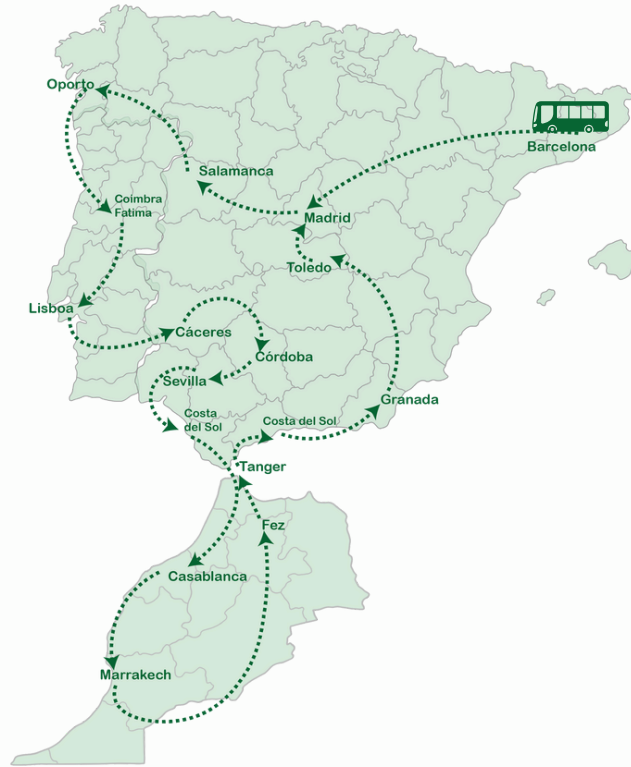 Oporto
Barcelona
Salamanca
Coimbra
Fatima
Madrid
Toledo
Lisboa
Cáceres
Córdoba
Sevilla
Granada
Costa
del Sol
Costa del Sol
Tanger
Fez
Casablanca
Marrakech